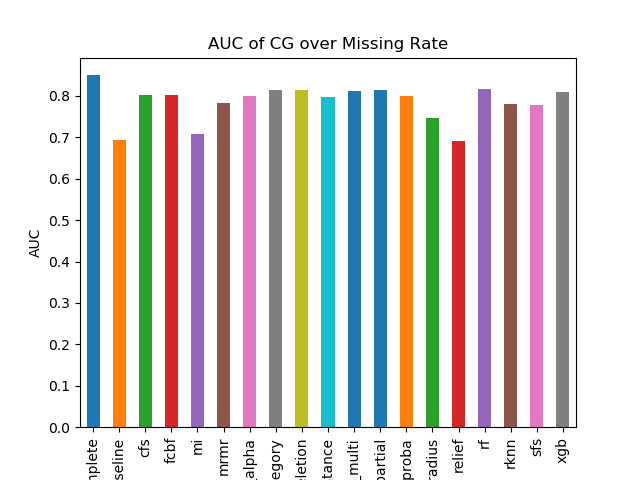 AUC of CG over Missing Rate
AUC
0.8
0.7
0.6
0.5
0.4
0.3
0.2
0.1
0.0
mplete
seline
cfs
fcbf
mi
mrmr
_alpha
egory
eletion
tance
_multi
partial
proba
radius
relief
rf
rknn
sfs
xgb